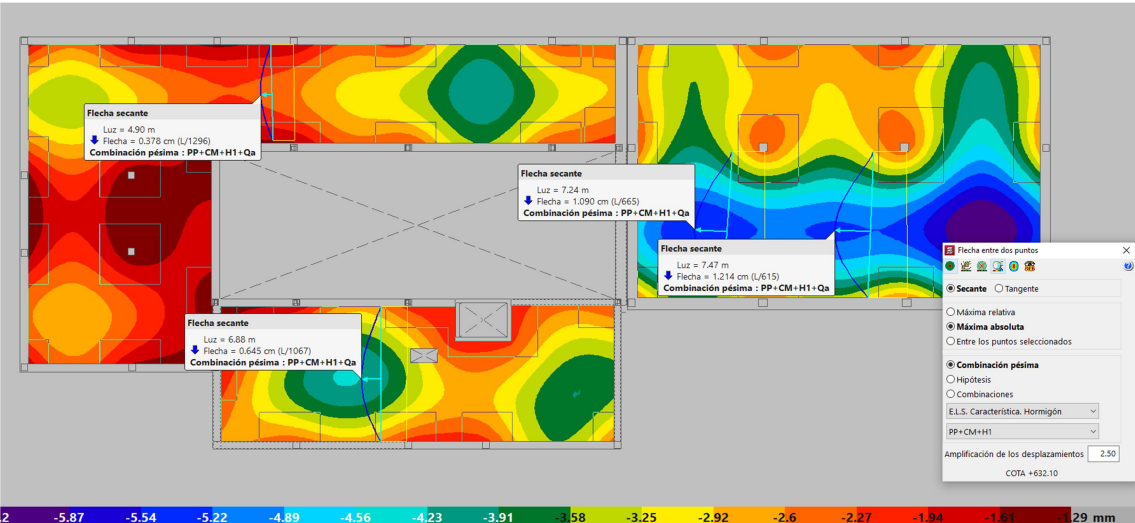 Flecha secante
Luz = 4.90 m
Flecha = 0.378 cm (L/1296)
Combinación pésima : PP+CM+H1+Qa
Flecha secante
Luz = 7.24 m
Flecha = 1.090 cm (L/665)
Combinación pésima : PP+CM+H1+Qa
Flecha secante
Luz = 7.47 m
Flecha = 1.214 cm (L/615)
Combinación pésima : PP+CM+H1+Qa
Flecha secante
Luz = 6.88 m
Flecha = 0.645 cm (L/1067)
Combinación pésima : PP+CM+H1+Qa
Flecha entre dos puntos
Secante Tangente
Máxima relativa
Máxima absoluta
Entre los puntos seleccionados
Combinación pésima
Hipótesis
Combinaciones
E.L.S. Característica. Hormigón
PP+CM+H1
Amplificación de los desplazamientos 2.50
COTA +632.10
.2 -5.87 -5.54 -5.22 -4.89 -4.56 -4.23 -3.91 -3.58 -3.25 -2.92 -2.6 -2.27 -1.94 -1.61 -1.29 mm